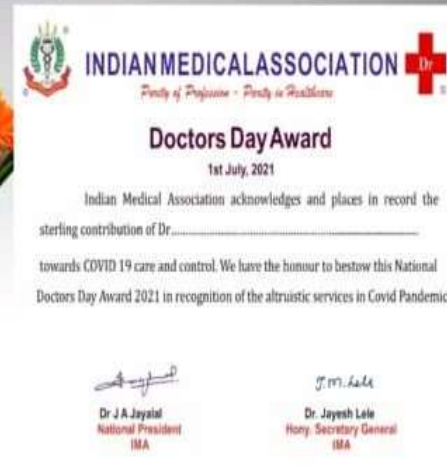 INDIAN MEDICAL ASSOCIATION
Dr
Purity of Profession - Purity in Healthcare
Doctors Day Award
1st July, 2021
Indian Medical Association acknowledges and places in record the
sterling contribution of Dr................................................................
towards COVID 19 care and control. We have the honour to bestow this National
Doctors Day Award 2021 in recognition of the altruistic services in Covid Pandemic
J.M. Lele
Dr J A Jayalal
Dr. Jayesh Lele
National President
Hony. Secretary General
IMA
IMA